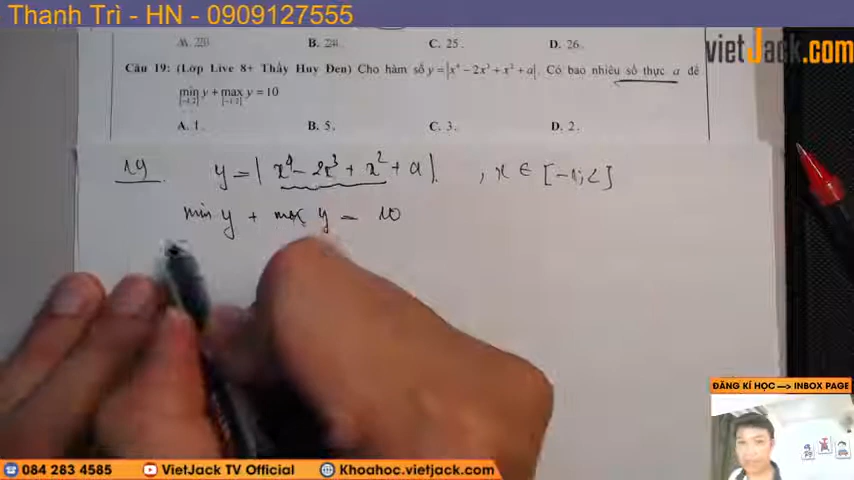 Thanh Trì - HN - 0909127555
vietJack.com
A. 2211 B. 24. C. 25. D. 26.
Câu 19: (Lớp Live 8+ Thầy Huy Đen) Cho hàm số y = |x⁴ − 2x³ + x² + a|. Có bao nhiêu số thực a để
min y + max y = 10
[−1;2] [−1;2]
A. 1. B. 5. C. 3. D. 2.
19 y = | x⁴ − 2x³ + x² + a |. , x ∈ [−1;2]
min y + max y = 10
ĐĂNG KÍ HỌC --> INBOX PAGE
084 283 4585 VietJack TV Official Khoahoc.vietjack.com